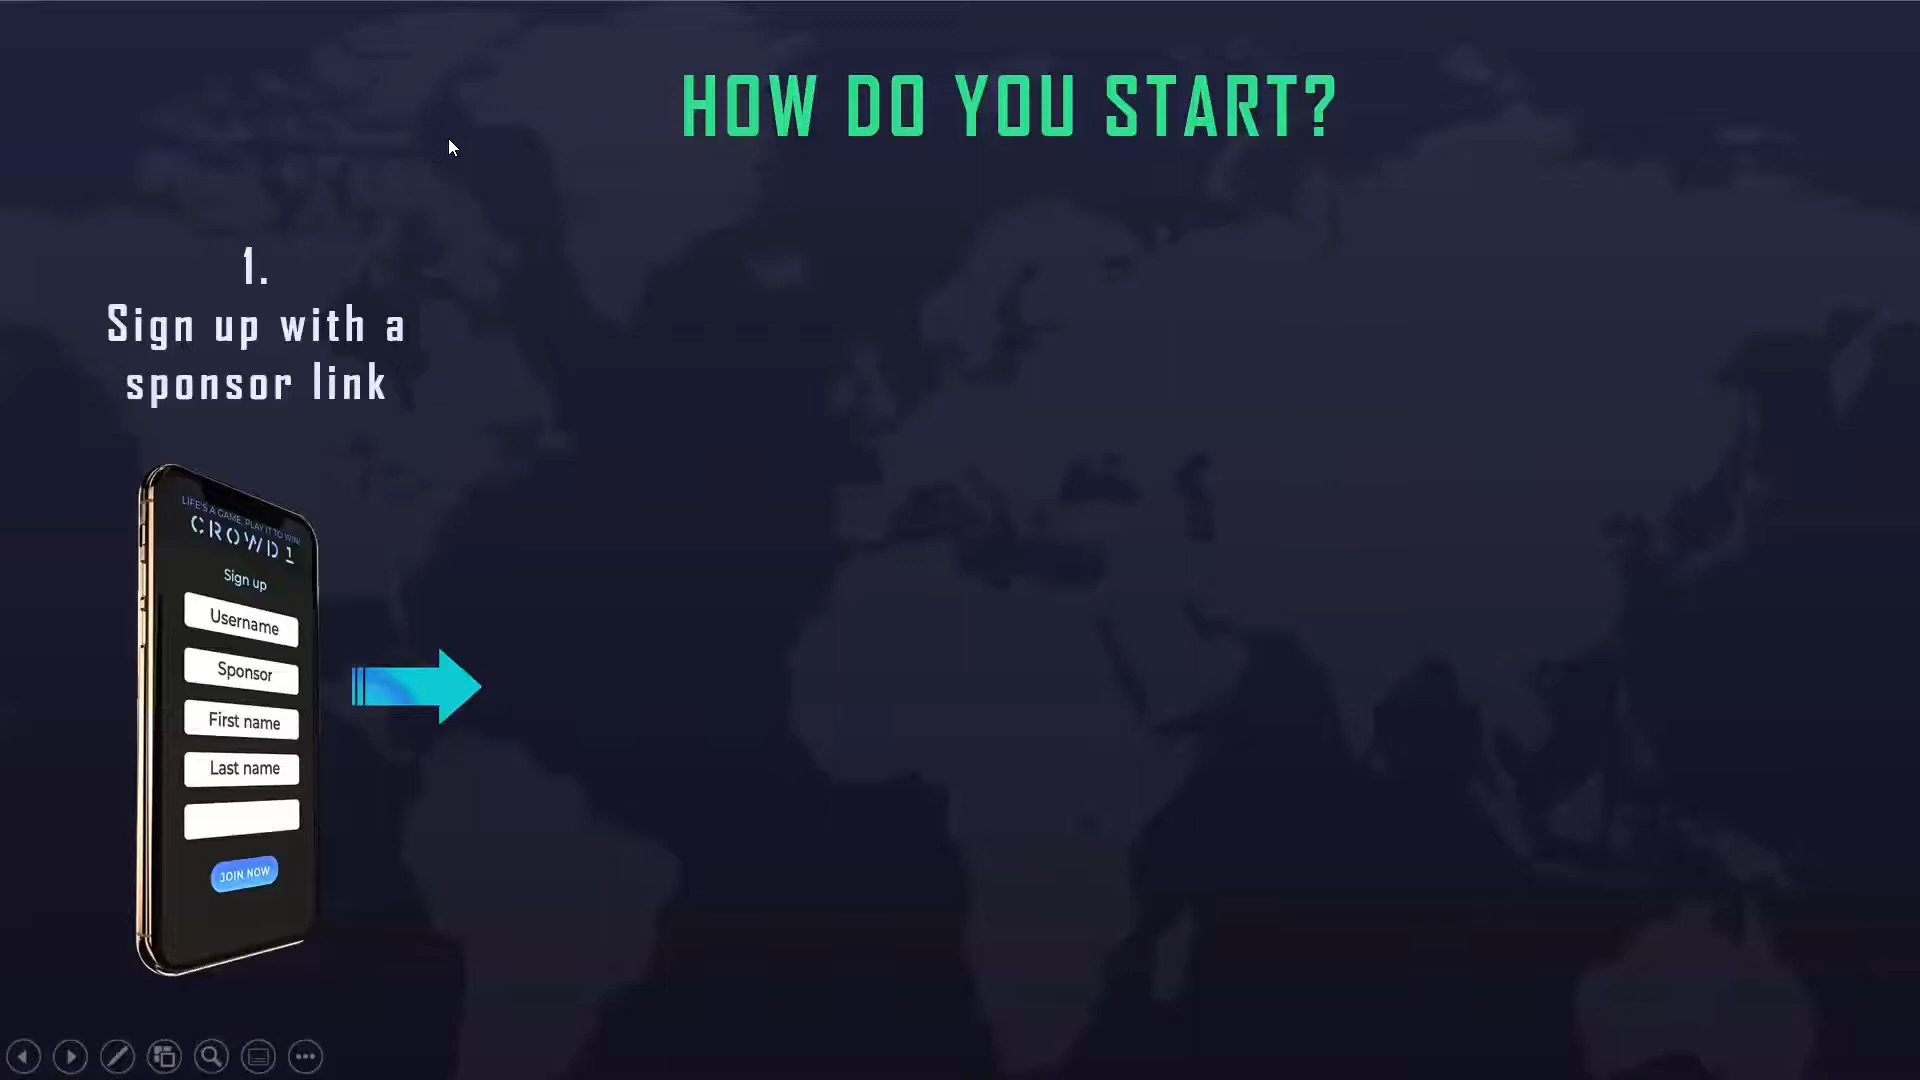 HOW DO YOU START?
1.
Sign up with a
sponsor link
LIFE'S A GAME, PLAY IT TO WIN!
CROWD1
Sign up
Username
Sponsor
First name
Last name
JOIN NOW